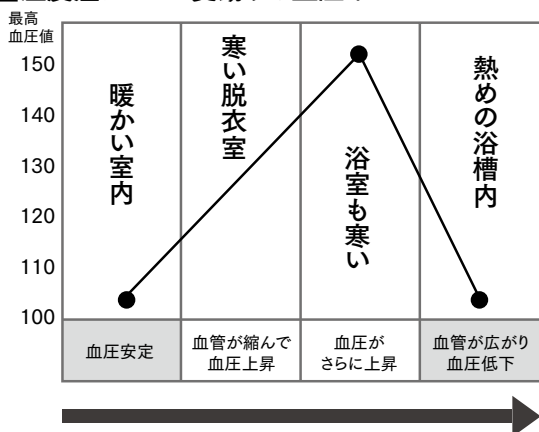 最高
血圧値
150
140
130
120
110
100
暖かい室内
寒い脱衣室
浴室も寒い
熱めの浴槽内
血圧安定
血管が縮んで
血圧上昇
血圧が
さらに上昇
血管が広がり
血圧低下